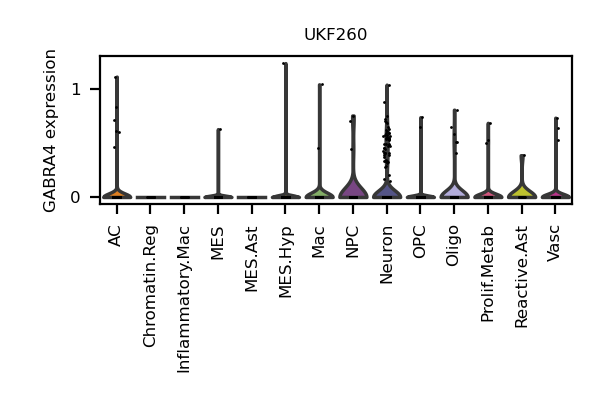 UKF260
GABRA4 expression
1
0
AC
Chromatin.Reg
Inflammatory.Mac
MES
MES.Ast
MES.Hyp
Mac
NPC
Neuron
OPC
Oligo
Prolif.Metab
Reactive.Ast
Vasc